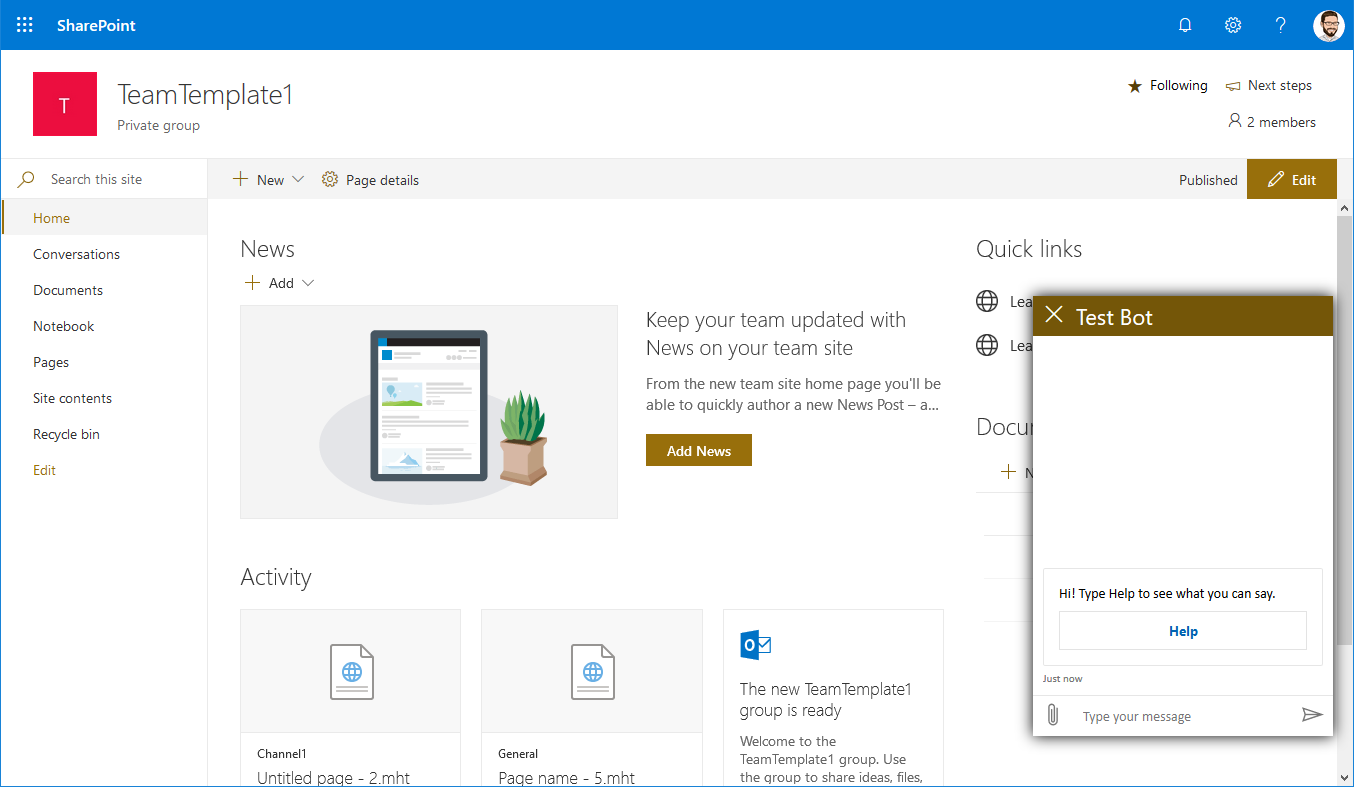 SharePoint
T
TeamTemplate1
Private group
Following
Next steps
2 members
Search this site
New
Page details
Published
Edit
Home
Conversations
Documents
Notebook
Pages
Site contents
Recycle bin
Edit
News
Add
Keep your team updated with
News on your team site
From the new team site home page you'll be
able to quickly author a new News Post – a...
Add News
Activity
Channel1
Untitled page - 2.mht
General
Page name - 5.mht
The new TeamTemplate1
group is ready
Welcome to the
TeamTemplate1 group. Use
the group to share ideas, files,
Quick links
Lea
Lea
Docu
N
Test Bot
Hi! Type Help to see what you can say.
Help
Just now
Type your message